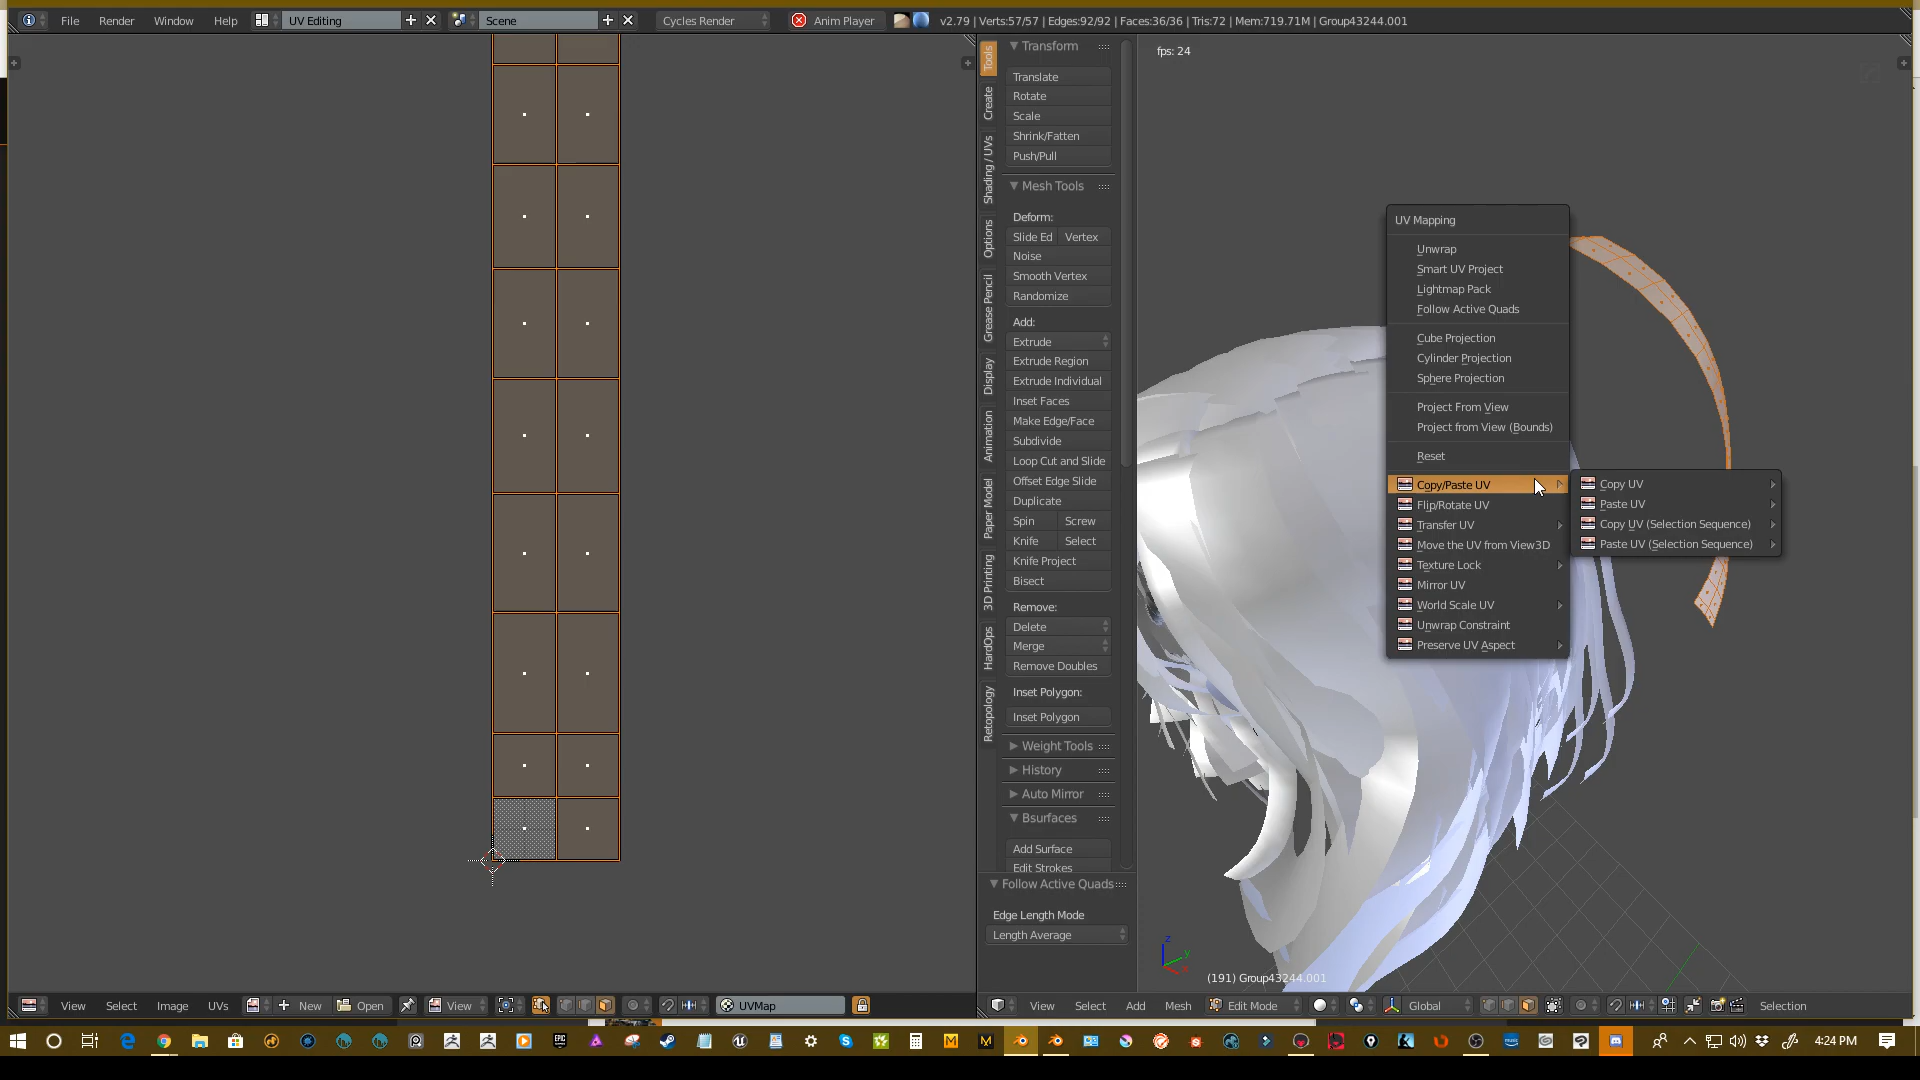 File Render Window Help UV Editing Scene Cycles Render Anim Player v2.79 | Verts:57/57 | Edges:92/92 | Faces:36/36 | Tris:72 | Mem:719.71M | Group43244.001
Tools
Create
Shading / UVs
Options
Grease Pencil
Display
Animation
Paper Model
3D Printing
HardOps
Retopology
Transform
Translate
Rotate
Scale
Shrink/Fatten
Push/Pull
Mesh Tools
Deform:
Slide Ed Vertex
Noise
Smooth Vertex
Randomize
Add:
Extrude
Extrude Region
Extrude Individual
Inset Faces
Make Edge/Face
Subdivide
Loop Cut and Slide
Offset Edge Slide
Duplicate
Spin Screw
Knife Select
Knife Project
Bisect
Remove:
Delete
Merge
Remove Doubles
Inset Polygon:
Inset Polygon
Weight Tools
History
Auto Mirror
Bsurfaces
Add Surface
Edit Strokes
Follow Active Quads
Edge Length Mode
Length Average
fps: 24
UV Mapping
Unwrap
Smart UV Project
Lightmap Pack
Follow Active Quads
Cube Projection
Cylinder Projection
Sphere Projection
Project From View
Project from View (Bounds)
Reset
Copy/Paste UV
Flip/Rotate UV
Transfer UV
Move the UV from View3D
Texture Lock
Mirror UV
World Scale UV
Unwrap Constraint
Preserve UV Aspect
Copy UV
Paste UV
Copy UV (Selection Sequence)
Paste UV (Selection Sequence)
z
y
x
(191) Group43244.001
View Select Image UVs New Open View UVMap
View Select Add Mesh Edit Mode Global Selection
4:24 PM